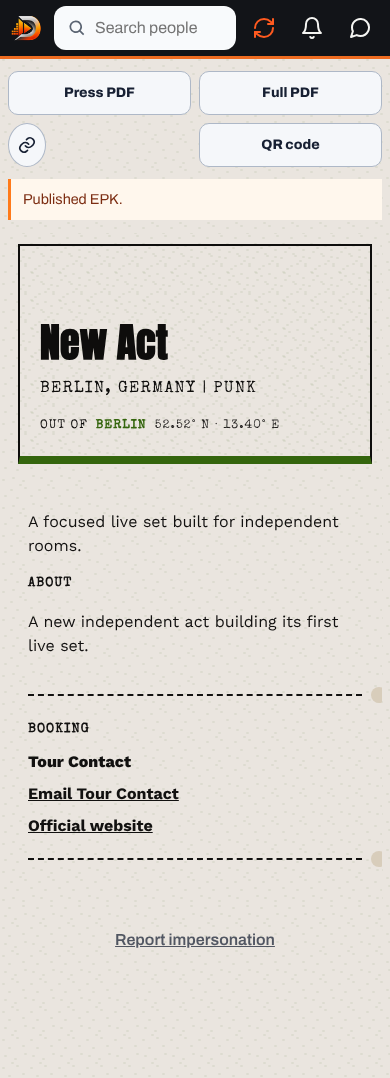 Search people
Press PDF
Full PDF
QR code
Published EPK.
New Act
BERLIN, GERMANY | PUNK
OUT OF BERLIN 52.52° N · 13.40° E
A focused live set built for independent
rooms.
ABOUT
A new independent act building its first
live set.
BOOKING
Tour Contact
Email Tour Contact
Official website
Report impersonation